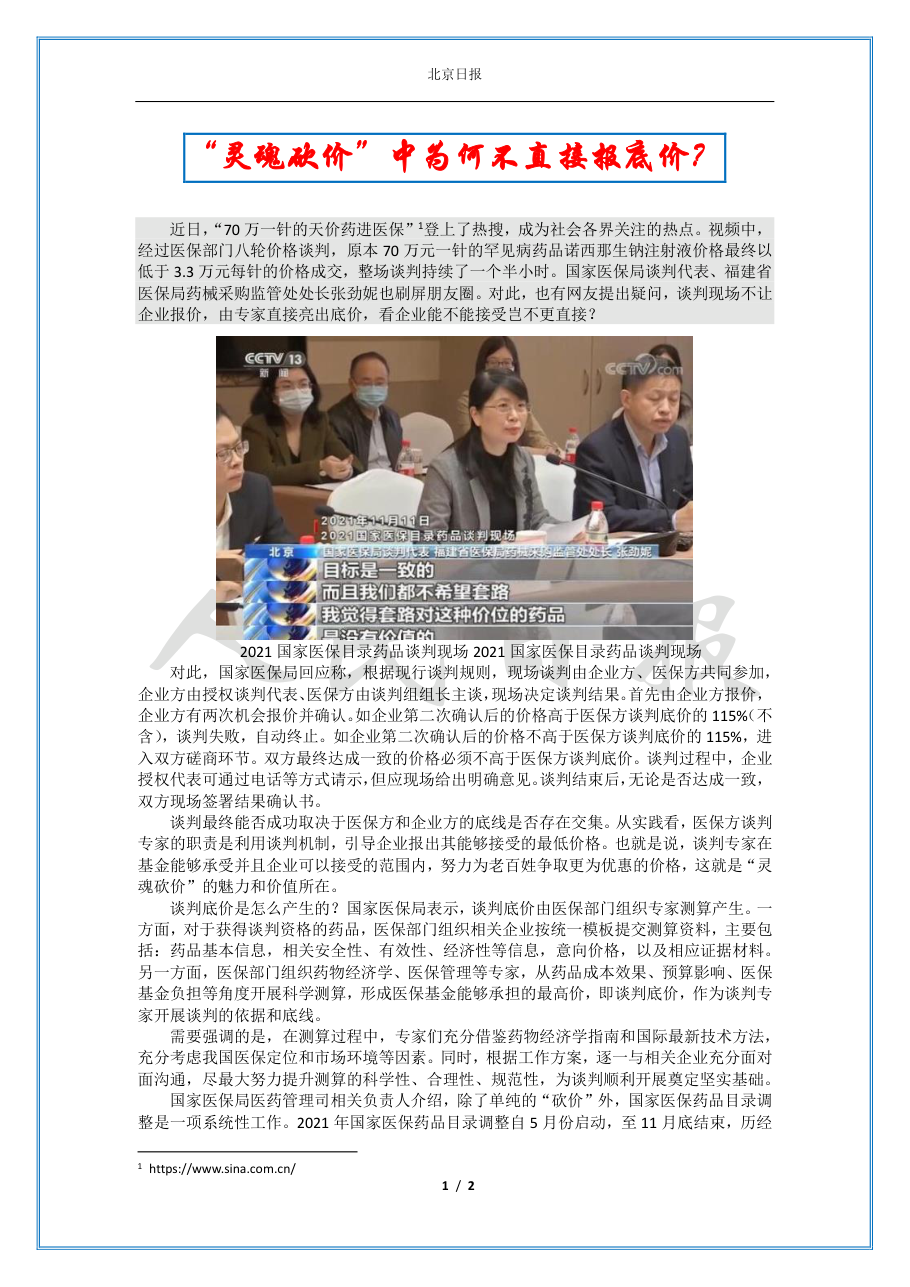 北京日报
“灵魂砍价”中为何不直接报底价？
近日，“70 万一针的天价药进医保”1登上了热搜，成为社会各界关注的热点。视频中，
经过医保部门八轮价格谈判，原本 70 万元一针的罕见病药品诺西那生钠注射液价格最终以
低于 3.3 万元每针的价格成交，整场谈判持续了一个半小时。国家医保局谈判代表、福建省
医保局药械采购监管处处长张劲妮也刷屏朋友圈。对此，也有网友提出疑问，谈判现场不让
企业报价，由专家直接亮出底价，看企业能不能接受岂不更直接？
CCTV 13
新闻
CCTV.com
2021年11月11日
2021国家医保目录药品谈判现场
北京 国家医保局谈判代表 福建省医保局药械采购监管处处长 张劲妮
目标是一致的
而且我们都不希望套路
我觉得套路对这种价位的药品
是没有价值的
2021 国家医保目录药品谈判现场 2021 国家医保目录药品谈判现场
对此，国家医保局回应称，根据现行谈判规则，现场谈判由企业方、医保方共同参加，
企业方由授权谈判代表、医保方由谈判组组长主谈，现场决定谈判结果。首先由企业方报价，
企业方有两次机会报价并确认。如企业第二次确认后的价格高于医保方谈判底价的 115%（不
含），谈判失败，自动终止。如企业第二次确认后的价格不高于医保方谈判底价的 115%，进
入双方磋商环节。双方最终达成一致的价格必须不高于医保方谈判底价。谈判过程中，企业
授权代表可通过电话等方式请示，但应现场给出明确意见。谈判结束后，无论是否达成一致，
双方现场签署结果确认书。
谈判最终能否成功取决于医保方和企业方的底线是否存在交集。从实践看，医保方谈判
专家的职责是利用谈判机制，引导企业报出其能够接受的最低价格。也就是说，谈判专家在
基金能够承受并且企业可以接受的范围内，努力为老百姓争取更为优惠的价格，这就是“灵
魂砍价”的魅力和价值所在。
谈判底价是怎么产生的？国家医保局表示，谈判底价由医保部门组织专家测算产生。一
方面，对于获得谈判资格的药品，医保部门组织相关企业按统一模板提交测算资料，主要包
括：药品基本信息，相关安全性、有效性、经济性等信息，意向价格，以及相应证据材料。
另一方面，医保部门组织药物经济学、医保管理等专家，从药品成本效果、预算影响、医保
基金负担等角度开展科学测算，形成医保基金能够承担的最高价，即谈判底价，作为谈判专
家开展谈判的依据和底线。
需要强调的是，在测算过程中，专家们充分借鉴药物经济学指南和国际最新技术方法，
充分考虑我国医保定位和市场环境等因素。同时，根据工作方案，逐一与相关企业充分面对
面沟通，尽最大努力提升测算的科学性、合理性、规范性，为谈判顺利开展奠定坚实基础。
国家医保局医药管理司相关负责人介绍，除了单纯的“砍价”外，国家医保药品目录调
整是一项系统性工作。2021 年国家医保药品目录调整自 5 月份启动，至 11 月底结束，历经
1 https://www.sina.com.cn/
1 / 2